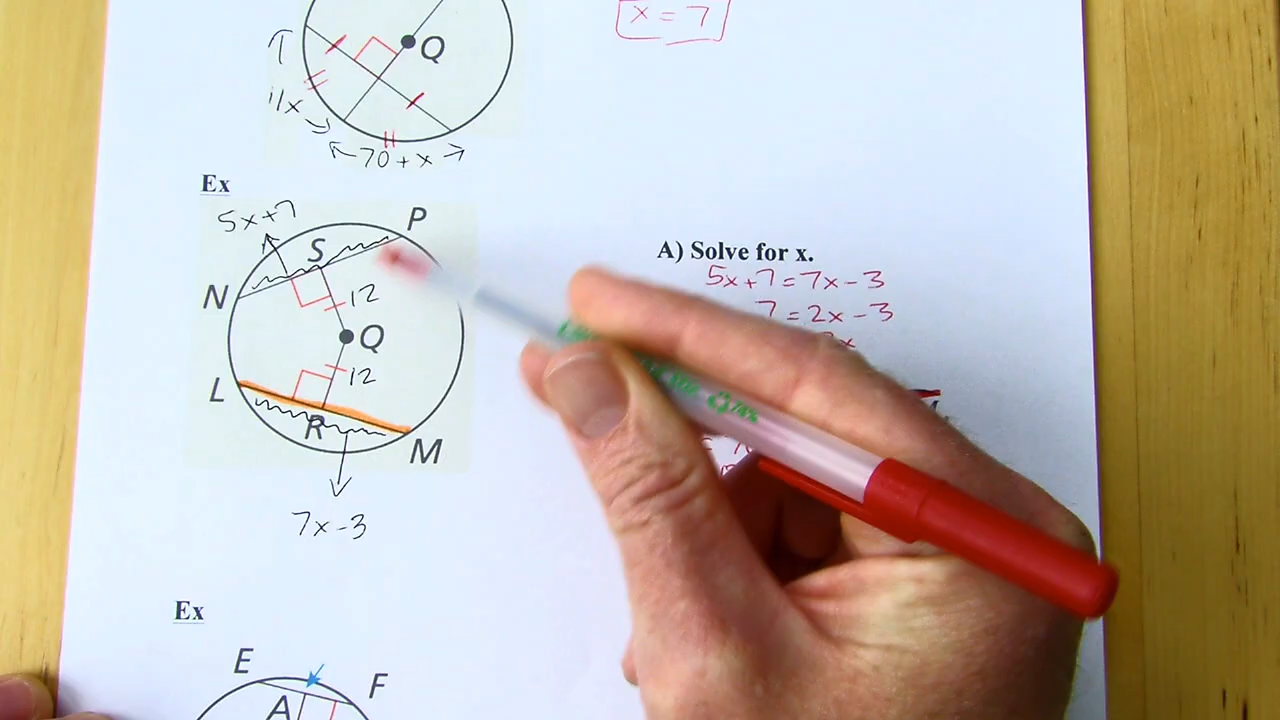 x = 7
Q
11x
70 + x
Ex
5x+7
P
S
N
12
Q
12
L
R
M
7x-3
A) Solve for x.
5x+7 = 7x-3
7 = 2x-3
x
Ex
E
F
A